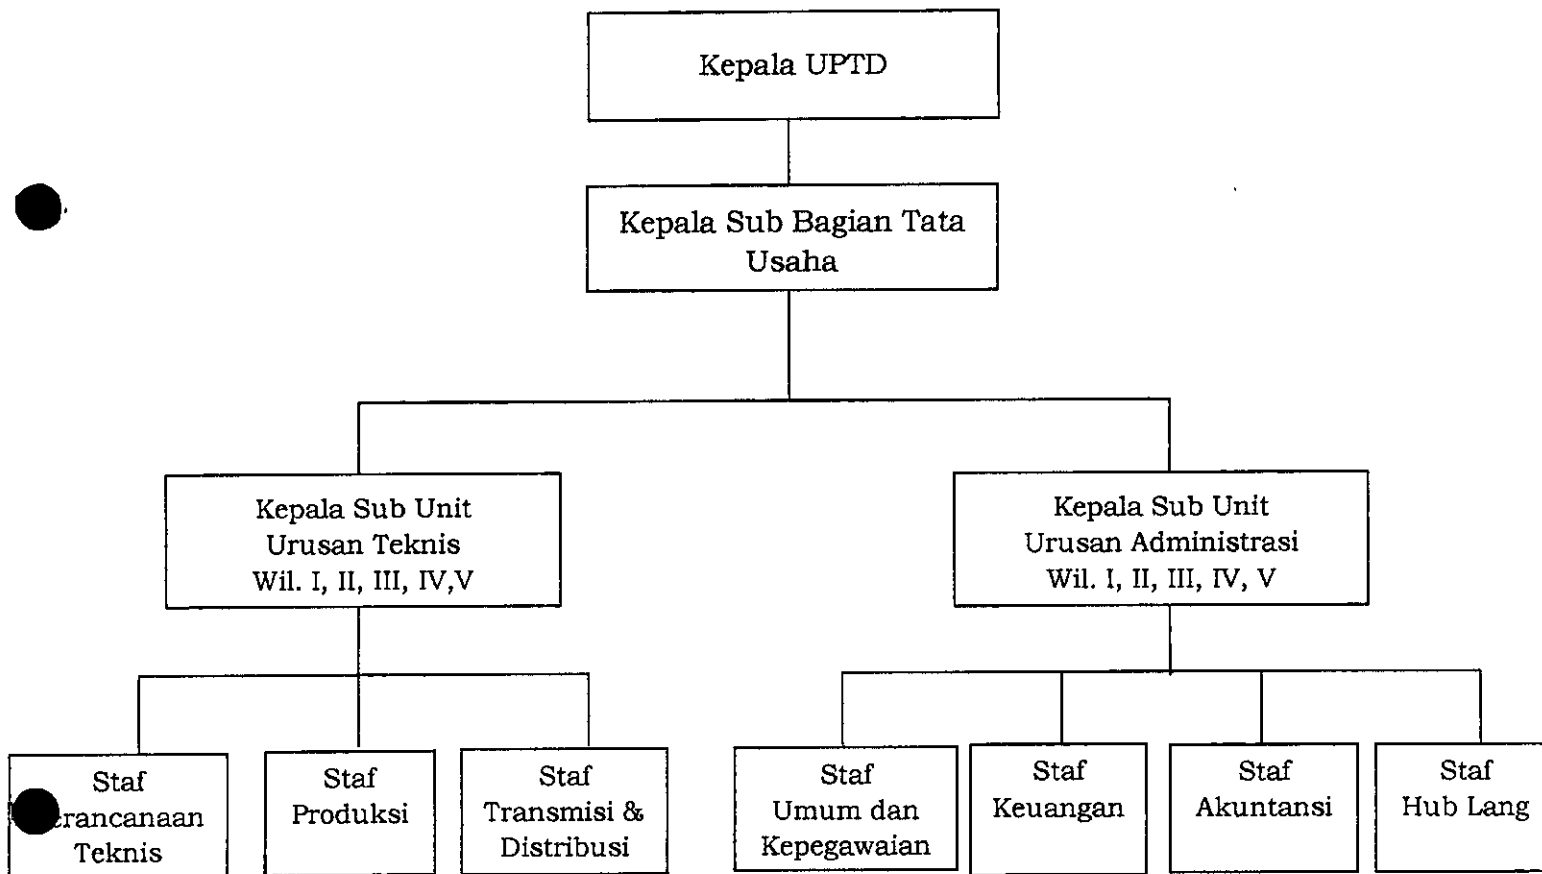 Kepala UPTD
Kepala Sub Bagian Tata
Usaha
Kepala Sub Unit
Urusan Teknis
Wil. I, II, III, IV,V
Kepala Sub Unit
Urusan Administrasi
Wil. I, II, III, IV, V
Staf
erancanaan
Teknis
Staf
Produksi
Staf
Transmisi &
Distribusi
Staf
Umum dan
Kepegawaian
Staf
Keuangan
Staf
Akuntansi
Staf
Hub Lang